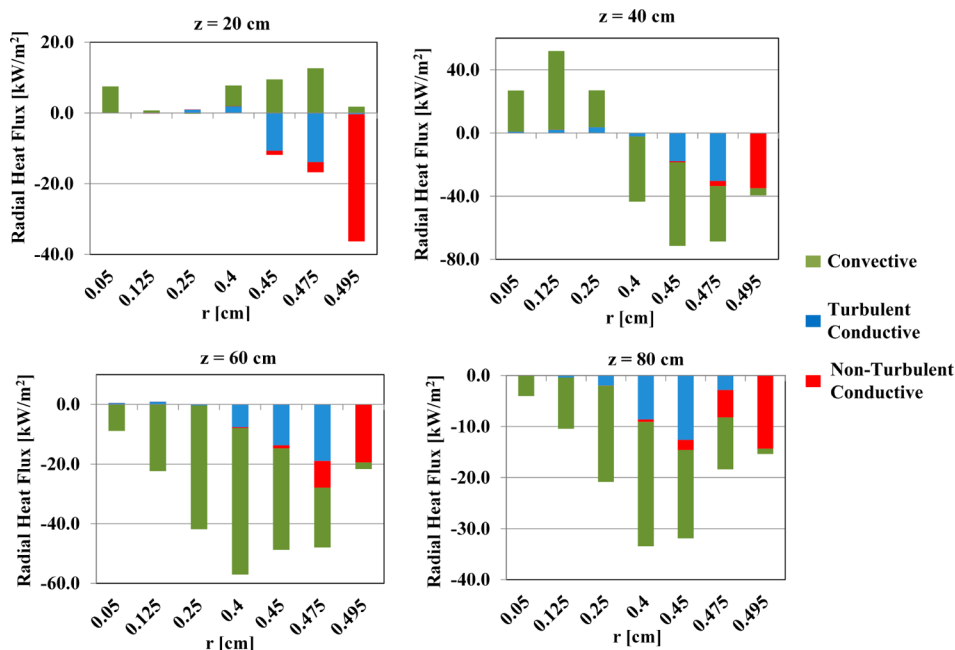 z = 20 cm
Radial Heat Flux [kW/m²]
20.0
0.0
-20.0
-40.0
0.05
0.125
0.25
0.4
0.45
0.475
0.495
r [cm]
z = 40 cm
Radial Heat Flux [kW/m²]
40.0
0.0
-40.0
-80.0
0.05
0.125
0.25
0.4
0.45
0.475
0.495
r [cm]
Convective
Turbulent
Conductive
Non-Turbulent
Conductive
z = 60 cm
Radial Heat Flux [kW/m²]
0.0
-20.0
-40.0
-60.0
0.05
0.125
0.25
0.4
0.45
0.475
0.495
r [cm]
z = 80 cm
Radial Heat Flux [kW/m²]
0.0
-10.0
-20.0
-30.0
-40.0
0.05
0.125
0.25
0.4
0.45
0.475
0.495
r [cm]